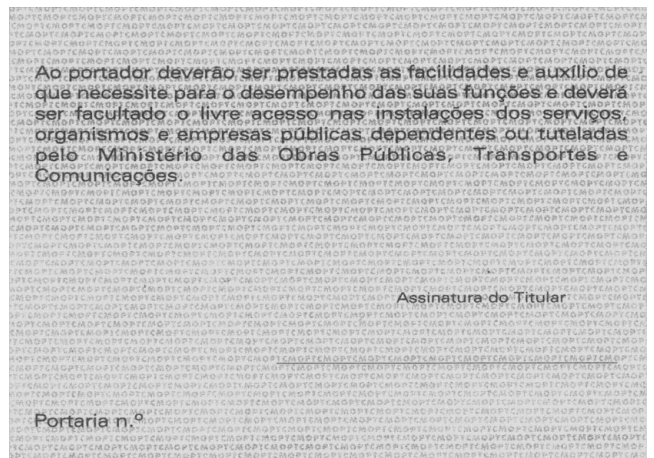 Ao portador deverão ser prestadas as facilidades e auxílio de
que necessite para o desempenho das suas funções e deverá
ser facultado o livre acesso nas instalações dos serviços,
organismos e empresas públicas dependentes ou tuteladas
pelo Ministério das Obras Públicas, Transportes e
Comunicações.
Assinatura do Titular
Portaria n.º